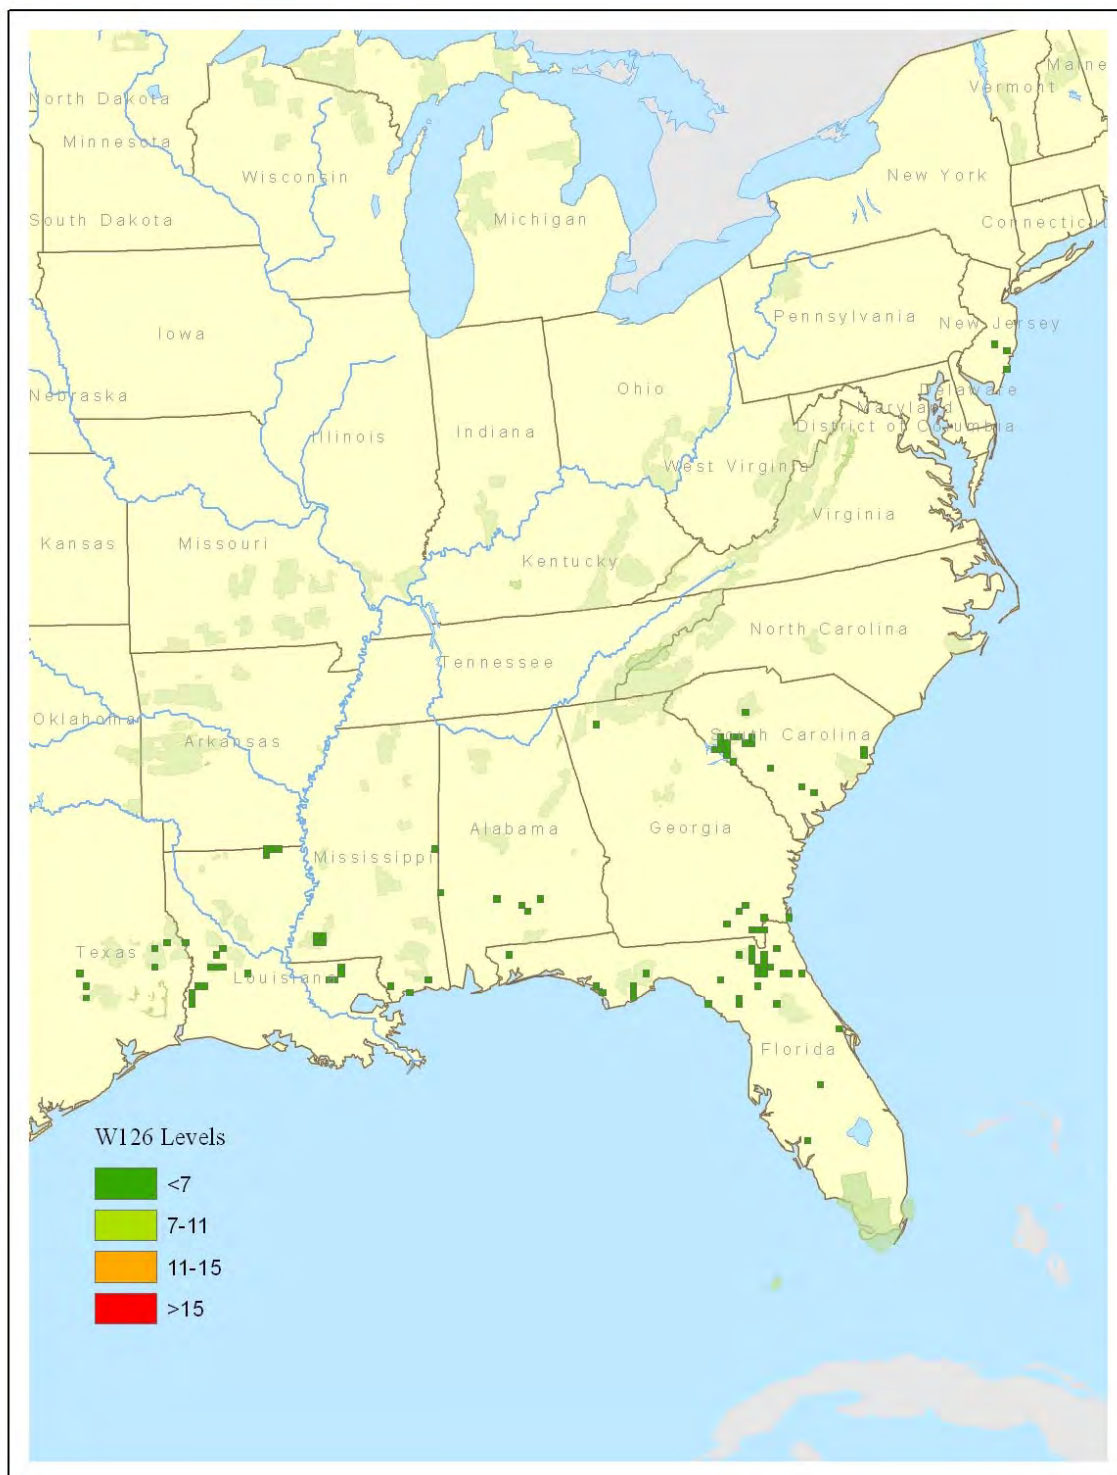 Maine
Vermont
North Dakota
Minnesota
Wisconsin
New York
South Dakota
Michigan
Connecticut
Iowa
Pennsylvania
New Jersey
Nebraska
Ohio
Delaware
Maryland
Illinois
Indiana
District of Columbia
West Virginia
Virginia
Kansas
Missouri
Kentucky
North Carolina
Tennessee
Oklahoma
Arkansas
South Carolina
Alabama
Georgia
Mississippi
Texas
Louisiana
Florida
W126 Levels
<7
7-11
11-15
>15